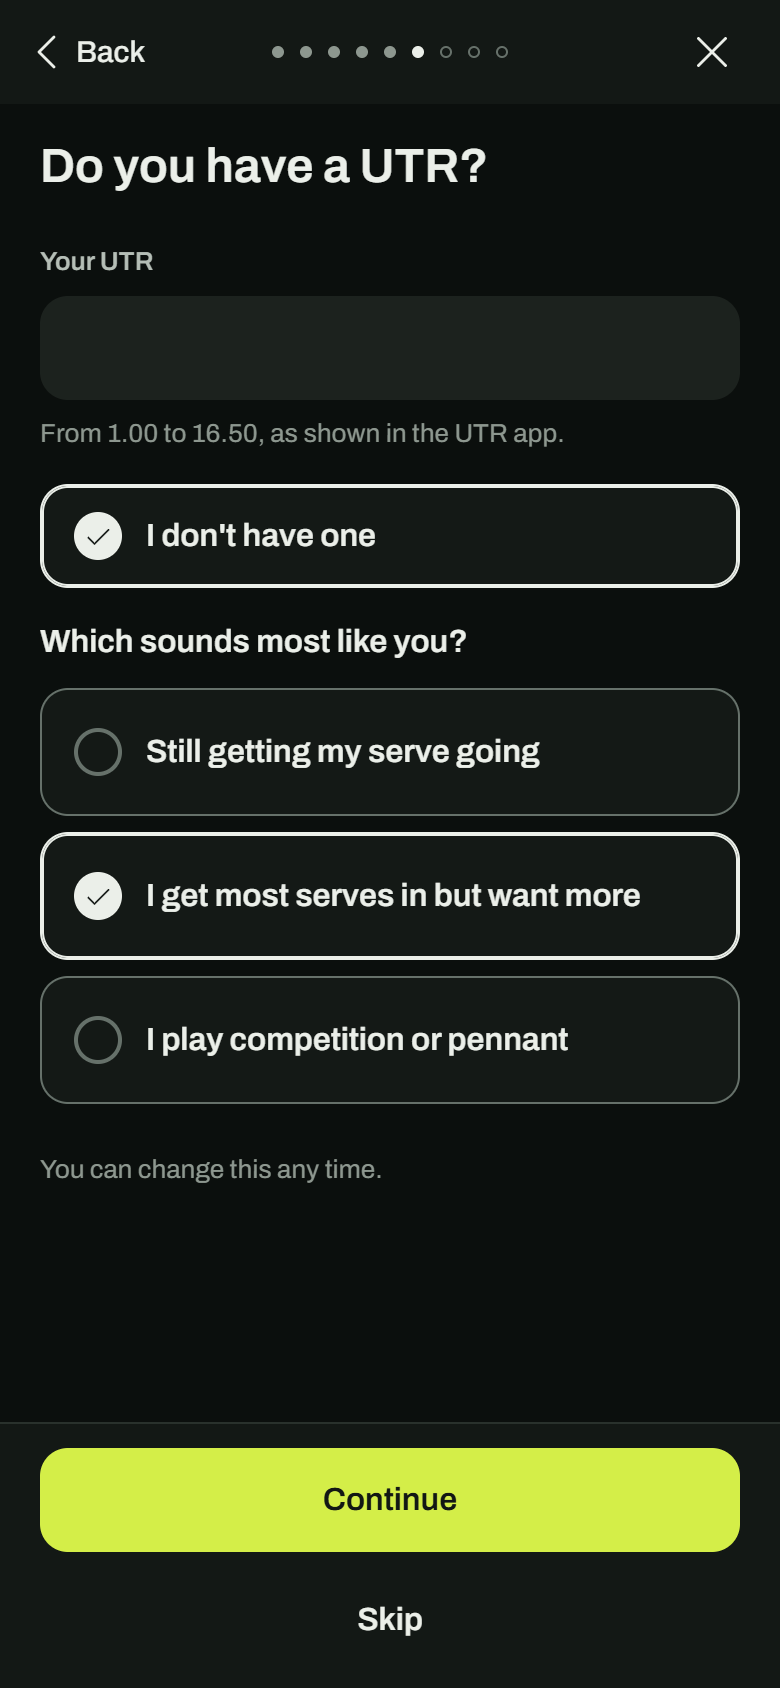 Back
Do you have a UTR?
Your UTR
From 1.00 to 16.50, as shown in the UTR app.
I don't have one
Which sounds most like you?
Still getting my serve going
I get most serves in but want more
I play competition or pennant
You can change this any time.
Continue
Skip